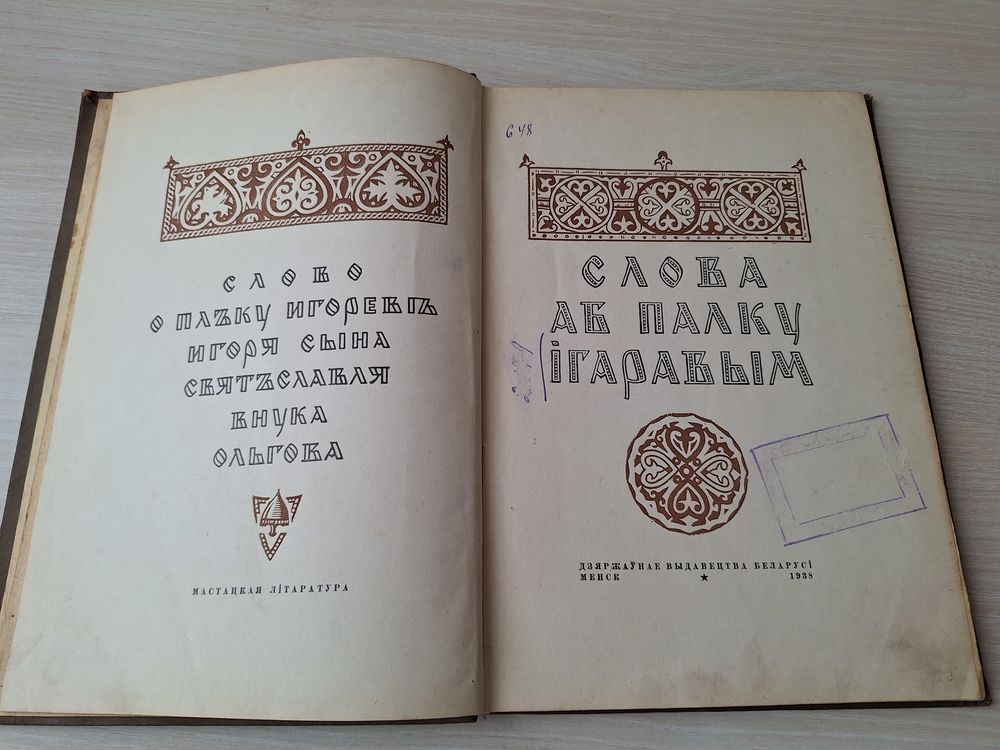 СЛОВО
О ПЛЪКУ ИГОРЕВѢ
ИГОРЯ СЫНА
СВЯТЪСЛАВЛЯ
ВНУКА
ОЛЬГОВА
МАСТАЦКАЯ ЛІТАРАТУРА
648
СЛОВА
АБ ПАЛКУ
ІГАРАВЫМ
ДЗЯРЖАЎНАЕ ВЫДАВЕЦТВА БЕЛАРУСІ
МЕНСК ★ 1938